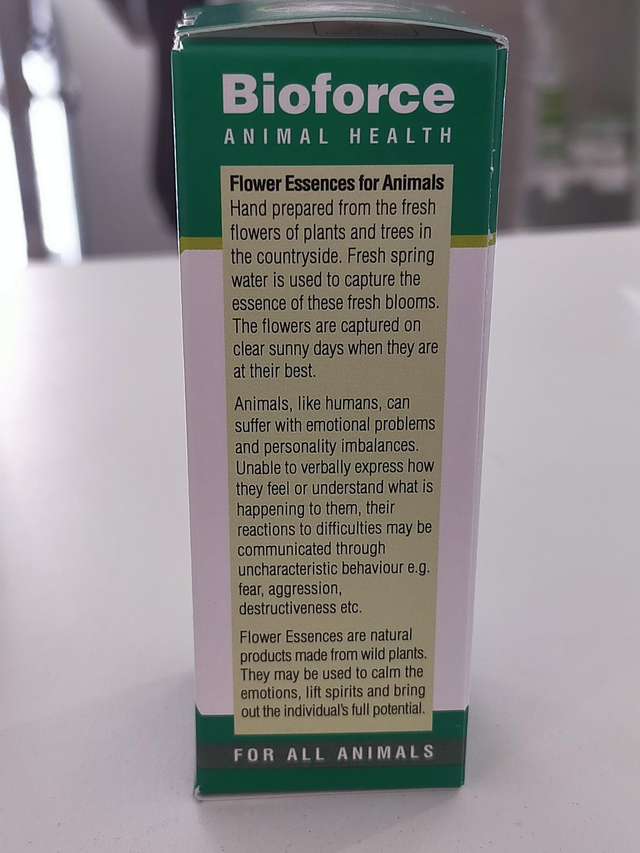 Bioforce
ANIMAL HEALTH
Flower Essences for Animals
Hand prepared from the fresh
flowers of plants and trees in
the countryside. Fresh spring
water is used to capture the
essence of these fresh blooms.
The flowers are captured on
clear sunny days when they are
at their best.
Animals, like humans, can
suffer with emotional problems
and personality imbalances.
Unable to verbally express how
they feel or understand what is
happening to them, their
reactions to difficulties may be
communicated through
uncharacteristic behaviour e.g.
fear, aggression,
destructiveness etc.
Flower Essences are natural
products made from wild plants.
They may be used to calm the
emotions, lift spirits and bring
out the individual's full potential.
FOR ALL ANIMALS